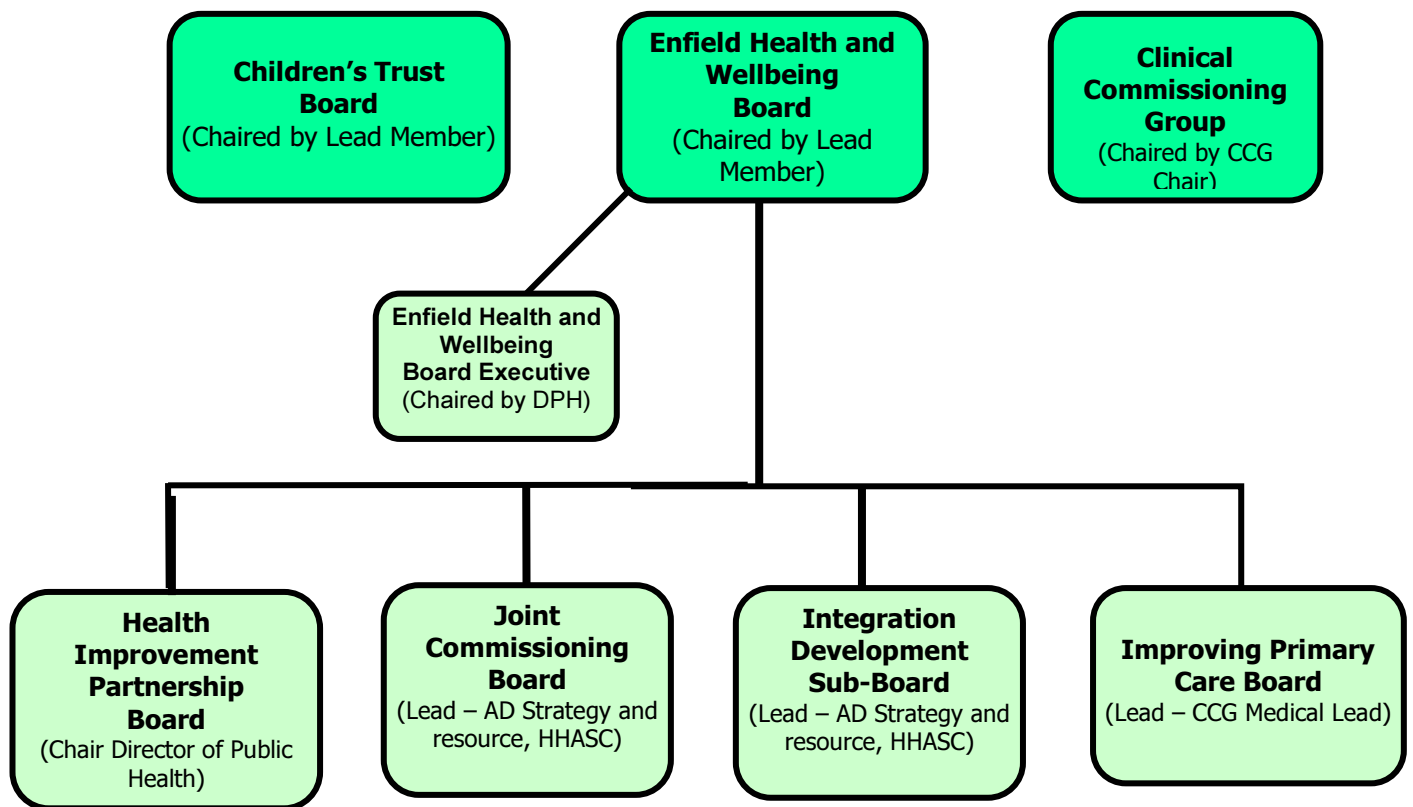 Children’s Trust
Board
(Chaired by Lead Member)
Enfield Health and
Wellbeing
Board
(Chaired by Lead
Member)
Clinical
Commissioning
Group
(Chaired by CCG
Chair)
Enfield Health and
Wellbeing
Board Executive
(Chaired by DPH)
Health
Improvement
Partnership
Board
(Chair Director of Public
Health)
Joint
Commissioning
Board
(Lead – AD Strategy and
resource, HHASC)
Integration
Development
Sub-Board
(Lead – AD Strategy and
resource, HHASC)
Improving Primary
Care Board
(Lead – CCG Medical Lead)